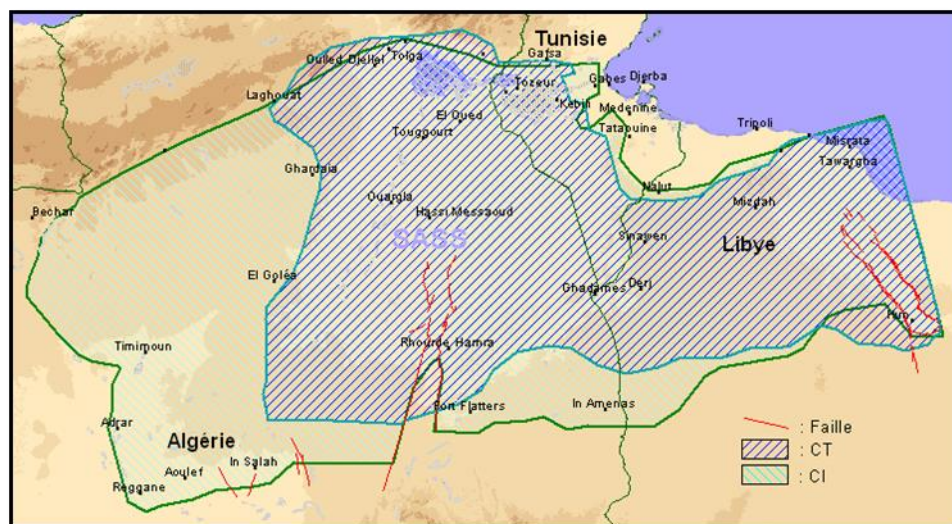 Tunisie
Gafsa
Oulled Djellel
Tolga
Tozeur
Gabes
Djerba
Kebili
Laghouat
El Oued
Medenine
Touggourt
Tataouine
Tripoli
Misrata
Tawargha
Ghardaia
Nalut
Ouargla
Mizdah
Bechar
Hassi Messaoud
SASS
Sinawen
Libye
El Goléa
Ghadames
Derj
Hun
Timimoun
Rhourde Hamra
Fort Flatters
In Amenas
Adrar
Algérie
In Salah
Aoulef
Reggane
: Faille
: CT
: CI